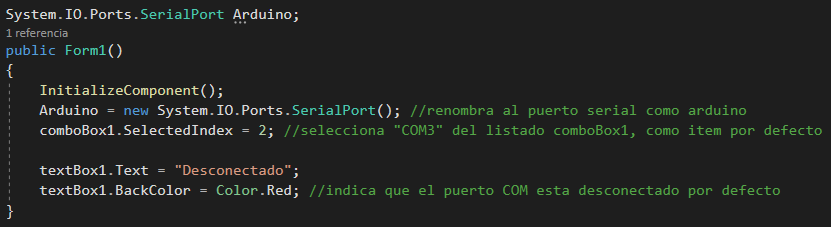 System.IO.Ports.SerialPort Arduino;
1 referencia
public Form1()
{
InitializeComponent();
Arduino = new System.IO.Ports.SerialPort(); //renombra al puerto serial como arduino
comboBox1.SelectedIndex = 2; //selecciona "COM3" del listado comboBox1, como item por defecto
textBox1.Text = "Desconectado";
textBox1.BackColor = Color.Red; //indica que el puerto COM esta desconectado por defecto
}